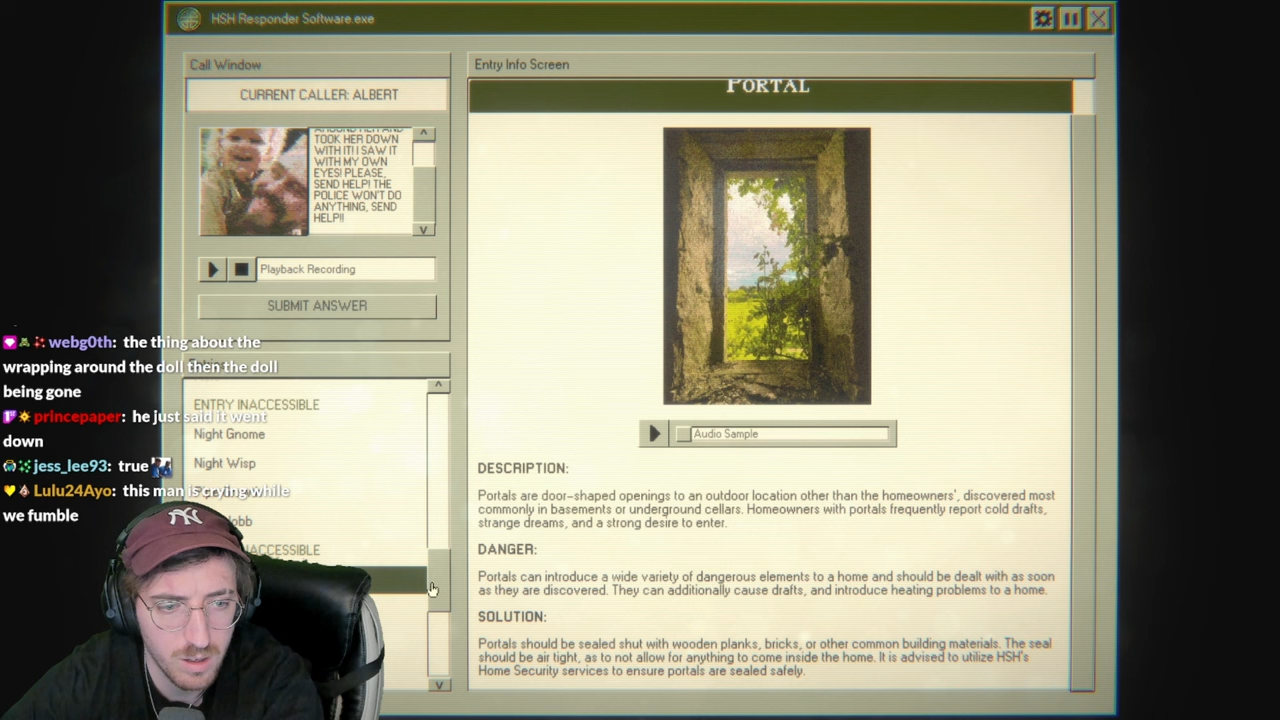 HSH Responder Software.exe
Call Window
CURRENT CALLER: ALBERT
AROUND HER AND
TOOK HER DOWN
WITH IT! I SAW IT
WITH MY OWN
EYES! PLEASE,
SEND HELP! THE
POLICE WON'T DO
ANYTHING, SEND
HELP!!
Playback Recording
SUBMIT ANSWER
ENTRY INACCESSIBLE
Night Gnome
Night Wisp
webg0th: the thing about the
wrapping around the doll then the doll
being gone
princepaper: he just said it went
down
jess_lee93: true
Lulu24Ayo: this man is crying while
we fumble
Entry Info Screen
PORTAL
Audio Sample
DESCRIPTION:
Portals are door-shaped openings to an outdoor location other than the homeowners', discovered most
commonly in basements or underground cellars. Homeowners with portals frequently report cold drafts,
strange dreams, and a strong desire to enter.
DANGER:
Portals can introduce a wide variety of dangerous elements to a home and should be dealt with as soon
as they are discovered. They can additionally cause drafts, and introduce heating problems to a home.
SOLUTION:
Portals should be sealed shut with wooden planks, bricks, or other common building materials. The seal
should be air tight, as to not allow for anything to come inside the home. It is advised to utilize HSH's
Home Security services to ensure portals are sealed safely.